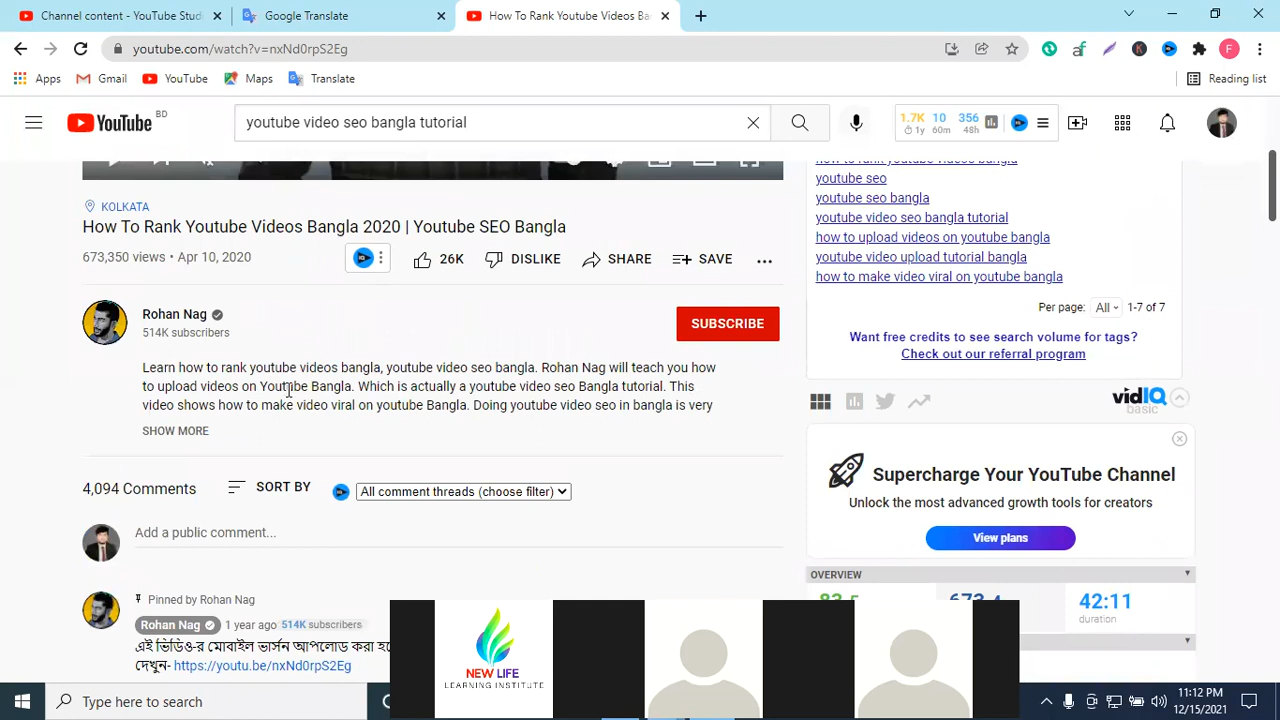 Channel content - YouTube Stu
Google Translate
How To Rank Youtube Videos Ba
youtube.com/watch?v=nxNd0rpS2Eg
Apps
Gmail
YouTube
Maps
Translate
Reading list
YouTube BD
youtube video seo bangla tutorial
1.7K 10 356
1y 60m 48h
how to rank youtube videos bangla
youtube seo
youtube seo bangla
youtube video seo bangla tutorial
how to upload videos on youtube bangla
youtube video upload tutorial bangla
how to make video viral on youtube bangla
Per page: All 1-7 of 7
Want free credits to see search volume for tags?
Check out our referral program
KOLKATA
How To Rank Youtube Videos Bangla 2020 | Youtube SEO Bangla
673,350 views • Apr 10, 2020
26K
DISLIKE
SHARE
SAVE
Rohan Nag
514K subscribers
SUBSCRIBE
Learn how to rank youtube videos bangla, youtube video seo bangla. Rohan Nag will teach you how
to upload videos on Youtube Bangla. Which is actually a youtube video seo Bangla tutorial. This
video shows how to make video viral on youtube Bangla. Doing youtube video seo in bangla is very
SHOW MORE
vidIQ
basic
Supercharge Your YouTube Channel
Unlock the most advanced growth tools for creators
View plans
OVERVIEW
42:11
duration
4,094 Comments
SORT BY
All comment threads (choose filter)
Add a public comment...
Pinned by Rohan Nag
Rohan Nag 1 year ago 514K subscribers
এই ভিডিও-র মোবাইল ভার্সন আপলোড করা
দেখুন- https://youtu.be/nxNd0rpS2Eg
NEW LIFE
LEARNING INSTITUTE
Type here to search
11:12 PM
12/15/2021
F
K